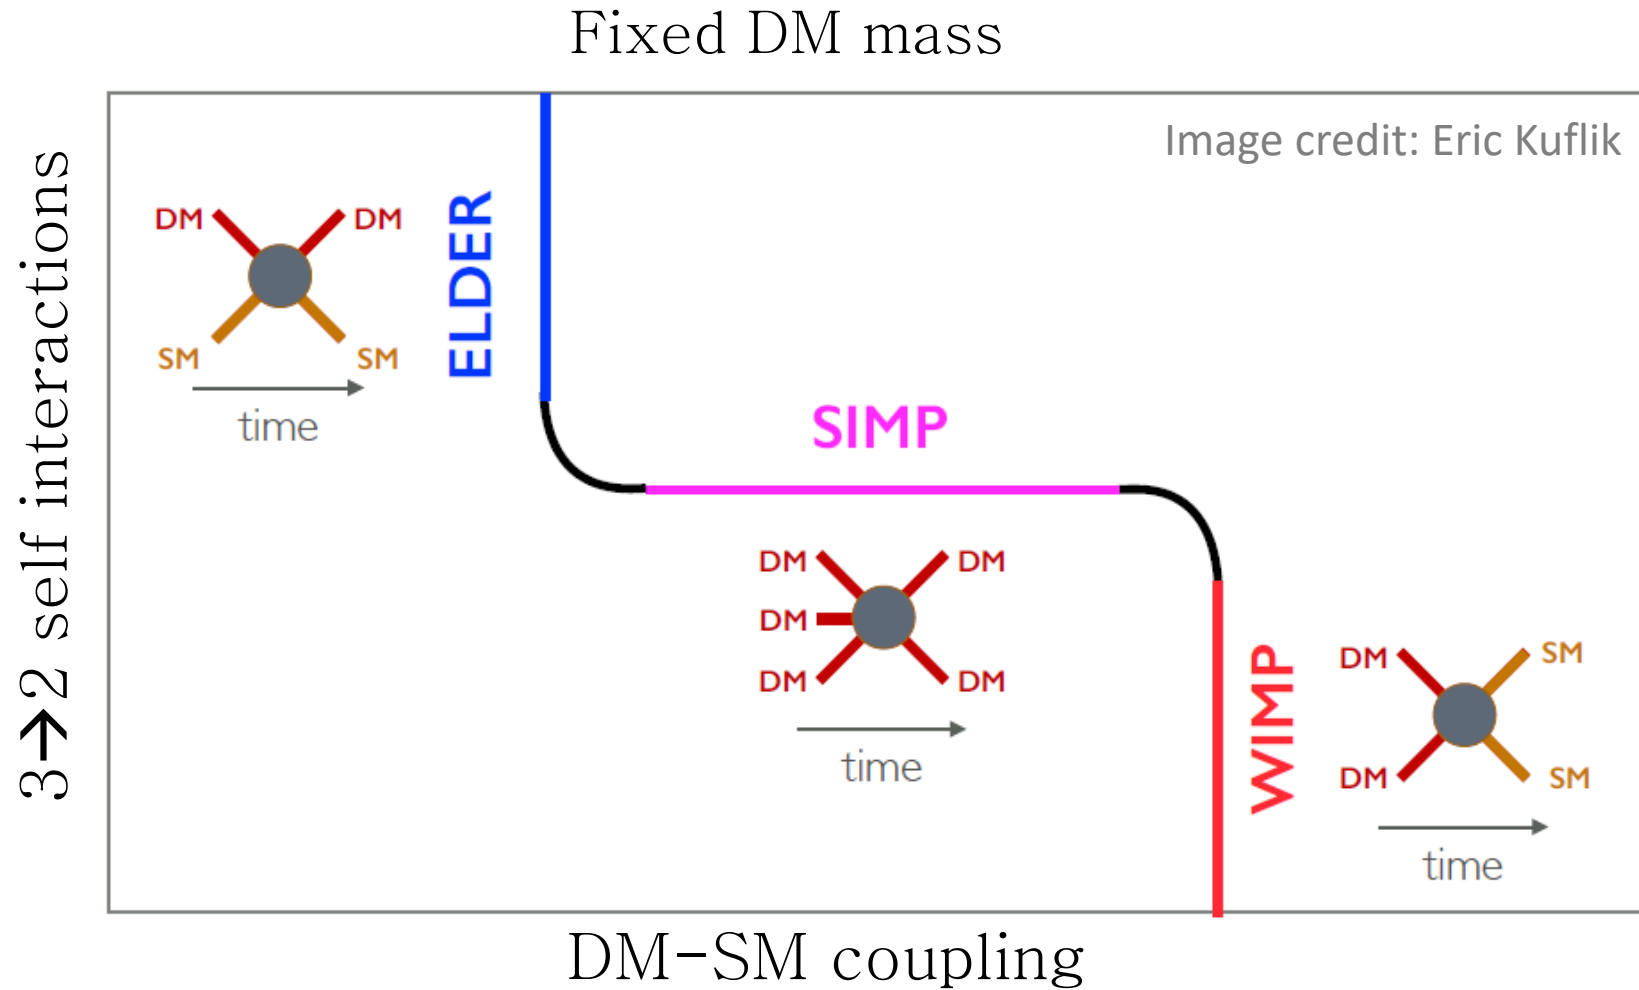 Fixed DM mass
Image credit: Eric Kuflik
3→2 self interactions
DM DM
SM SM
time
ELDER
SIMP
DM DM
DM
DM DM
time
WIMP
DM SM
DM SM
time
DM-SM coupling